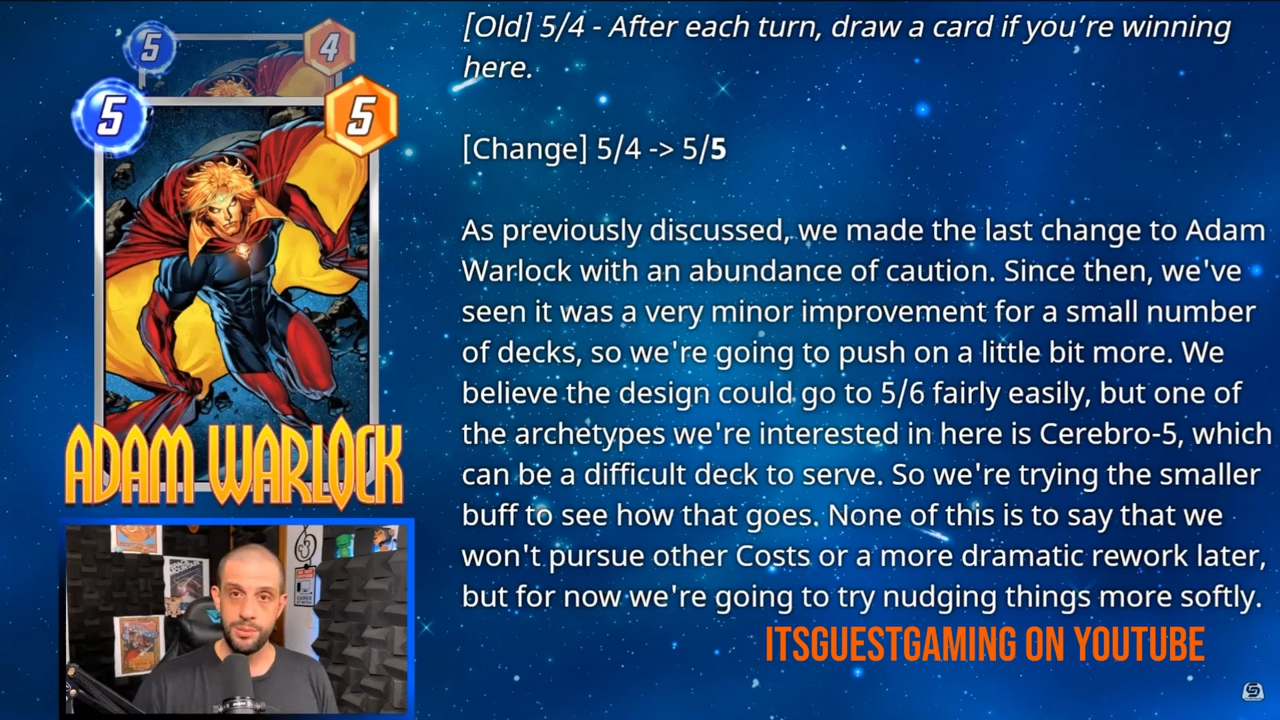 [Old] 5/4 - After each turn, draw a card if you’re winning
here.
5
4
5
5
[Change] 5/4 -> 5/5
As previously discussed, we made the last change to Adam
Warlock with an abundance of caution. Since then, we've
seen it was a very minor improvement for a small number
of decks, so we're going to push on a little bit more. We
believe the design could go to 5/6 fairly easily, but one of
the archetypes we're interested in here is Cerebro-5, which
can be a difficult deck to serve. So we're trying the smaller
buff to see how that goes. None of this is to say that we
won't pursue other Costs or a more dramatic rework later,
but for now we're going to try nudging things more softly.
ADAM WARLOCK
ITSGUESTGAMING ON YOUTUBE